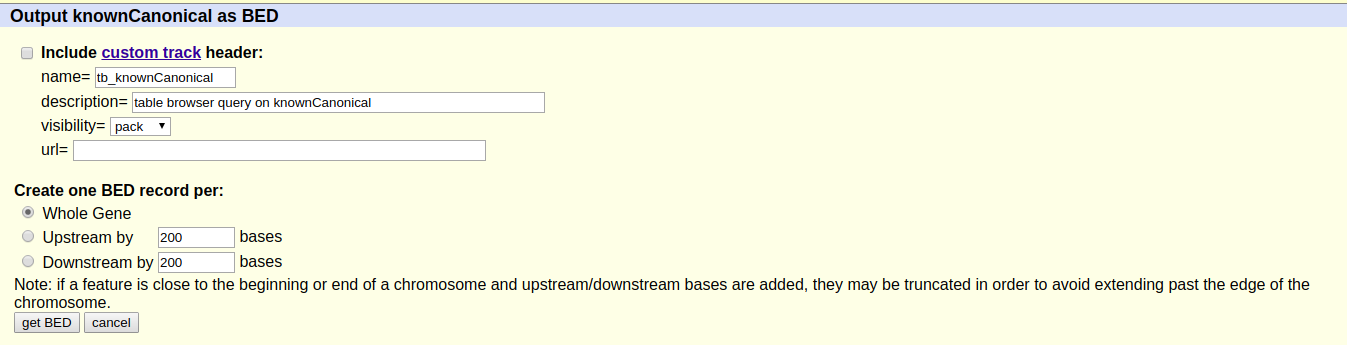 Output knownCanonical as BED
Include custom track header:
name= tb_knownCanonical
description= table browser query on knownCanonical
visibility= pack
url=
Create one BED record per:
Whole Gene
Upstream by 200 bases
Downstream by 200 bases
Note: if a feature is close to the beginning or end of a chromosome and upstream/downstream bases are added, they may be truncated in order to avoid extending past the edge of the
chromosome.
get BED cancel